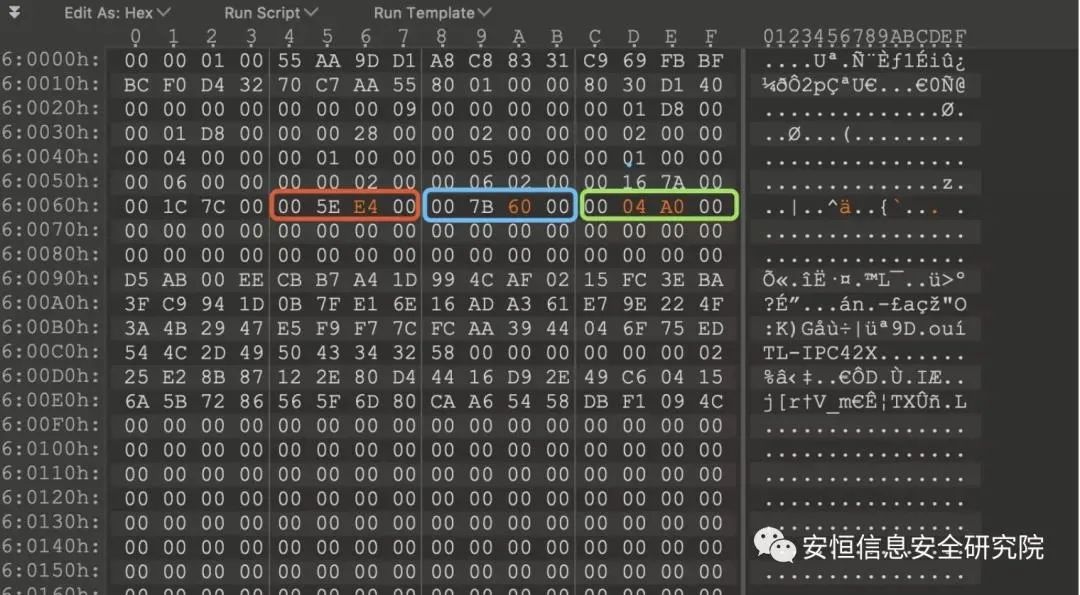 Edit As: Hex Run Script Run Template
0 1 2 3 4 5 6 7 8 9 A B C D E F 0123456789ABCDEF
6:0000h: 00 00 01 00 55 AA 9D D1 A8 C8 83 31 C9 69 FB BF ....Uª.Ñ¨Èƒ1Éiû¿
6:0010h: BC F0 D4 32 70 C7 AA 55 80 01 00 00 80 30 D1 40 ¼ðÔ2pÇªU€...€0Ñ@
6:0020h: 00 00 00 00 00 00 00 09 00 00 00 00 00 01 D8 00 ..............Ø.
6:0030h: 00 01 D8 00 00 00 28 00 00 02 00 00 00 02 00 00 ..Ø...(.........
6:0040h: 00 04 00 00 00 01 00 00 00 05 00 00 00 01 00 00 ................
6:0050h: 00 06 00 00 00 02 00 00 06 02 00 00 16 7A 00 ..............z.
6:0060h: 00 1C 7C 00 00 5E E4 00 00 7B 60 00 00 04 A0 00 ..|..^ä..{`... .
6:0070h: 00 00 00 00 00 00 00 00 00 00 00 00 00 00 00 00 ................
6:0080h: 00 00 00 00 00 00 00 00 00 00 00 00 00 00 00 00 ................
6:0090h: D5 AB 00 EE CB B7 A4 1D 99 4C AF 02 15 FC 3E BA Õ«.îË·¤.™L¯..ü>º
6:00A0h: 3F C9 94 1D 0B 7F E1 6E 16 AD A3 61 E7 9E 22 4F ?É”...án.-£açž"O
6:00B0h: 3A 4B 29 47 E5 F9 F7 7C FC AA 39 44 04 6F 75 ED :K)Gåù÷|üª9D.ouí
6:00C0h: 54 4C 2D 49 50 43 34 32 58 00 00 00 00 00 00 02 TL-IPC42X.......
6:00D0h: 25 E2 8B 87 12 2E 80 D4 44 16 D9 2E 49 C6 04 15 %â‹‡..€ÔD.Ù.IÆ..
6:00E0h: 6A 5B 72 86 56 5F 6D 80 CA A6 54 58 DB F1 09 4C j[r†V_m€Ê¦TXÛñ.L
6:00F0h: 00 00 00 00 00 00 00 00 00 00 00 00 00 00 00 00 ................
6:0100h: 00 00 00 00 00 00 00 00 00 00 00 00 00 00 00 00 ................
6:0110h: 00 00 00 00 00 00 00 00 00 00 00 00 00 00 00 00 ................
6:0120h: 00 00 00 00 00 00 00 00 00 00 00 00 00 00 00 00 ................
6:0130h: 00 00 00 00 00 00 00 00 00 00 00 00 00 00 00 00
6:0140h: 00 00 00 00 00 00 00 00 00 00 00 00 00 00 00 00
6:0150h: 00 00 00 00 00 00 00 00 00 00 00 00 00 00 00 00
安恒信息安全研究院